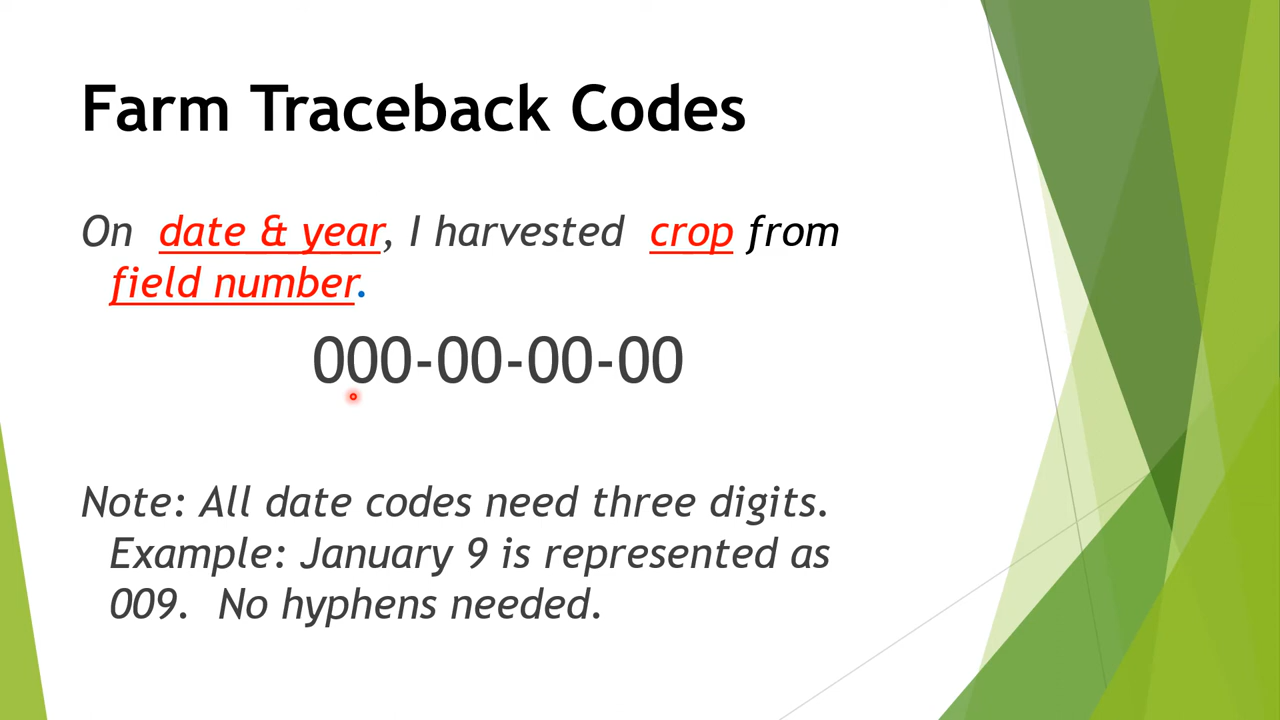 Farm Traceback Codes
On date & year, I harvested crop from
field number.
000-00-00-00
Note: All date codes need three digits.
Example: January 9 is represented as
009. No hyphens needed.